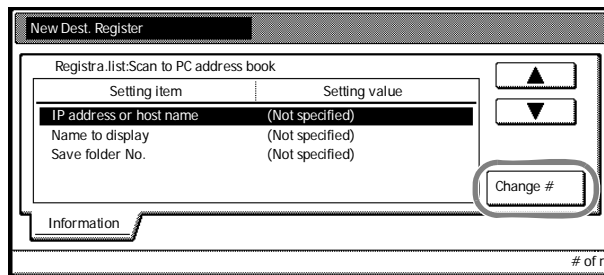 New Dest. Register
Registra.list:Scan to PC address book
Setting item Setting value
IP address or host name (Not specified)
Name to display (Not specified)
Save folder No. (Not specified)
Change #
Information
# of r